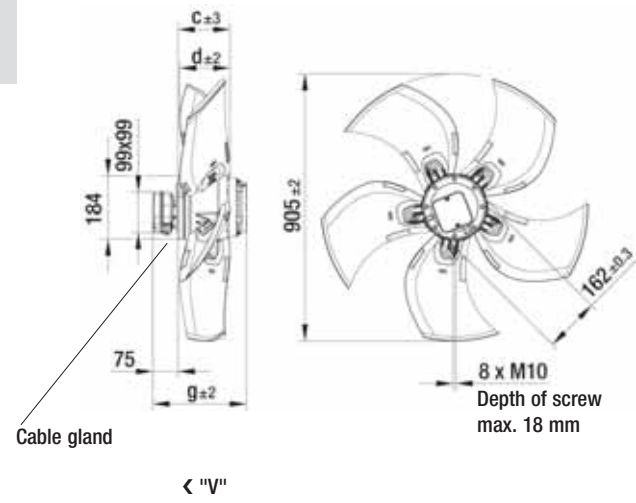 c±3
d±2
99x99
184
905 ±2
162±0.3
75
g±2
8 x M10
Depth of screw
max. 18 mm
Cable gland
< "V"